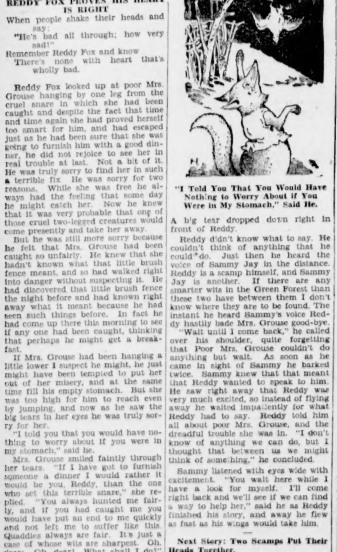 REDDY FOX PROVES HIS HEART
IS RIGHT
When people shake their heads and
say:
"He's bad all through; how very
sad!"
Remember Reddy Fox and know
There's none with heart that's
wholly bad.
Reddy Fox looked up at poor Mrs.
Grouse hanging by one leg from the
cruel snare in which she had been
caught and despite the fact that time
and time again she had proved herself
too smart for him, and had escaped
just as he had been sure that she was
going to furnish him with a good din-
ner, he did not rejoice to see her in
real trouble at last. Not a bit of it.
He was truly sorry to find her in such
a terrible fix. He was sorry for two
reasons. While she was free he al-
ways had the feeling that some day
he might catch her. Now he knew
that it was very probable that one of
those cruel two-legged creatures would
come presently and take her away.
But he was still more sorry because
he felt that Mrs. Grouse had been
caught so unfairly. He knew that she
hadn't known what that little brush
fence meant, and so had walked right
into danger without suspecting it. He
had discovered that little brush fence
the night before and had known right
away what it meant because he had
seen such things before. In fact he
had come up there this morning to see
if any one had been caught, thinking
that perhaps he might get a break-
fast.
If Mrs. Grouse had been hanging a
little lower I suspect he might, he just
might have been tempted to put her
out of her misery, and at the same
time fill his empty stomach. But she
was too high for him to reach even
by jumping, and now as he saw the
big tears in her eyes he was truly sor-
ry for her.
"I told you that you would have no-
thing to worry about if you were in
my stomach," said he.
Mrs. Grouse smiled faintly through
her tears. "If I have got to furnish
someone a dinner I would rather it
would be you, Reddy, than the one
who set this terrible snare," she re-
plied. "You always hunted me fair-
ly, and if you had caught me you
would have put an end to me quickly
and not left me to suffer like this.
Quaddies always are fair. It's just a
case of whose wits are sharpest. Oh,
dear! What shall I do?"
"I Told You That You Would Have
Nothing to Worry About if You
Were in My Stomach," Said He.
A big tear dropped down right in
front of Reddy.
Reddy didn't know what to say. He
couldn't think of anything that he
could do. Just then he heard the
voice of Sammy Jay in the distance.
Reddy is a scamp himself, and Sammy
Jay is another. If there are any
smarter wits in the Green Forest than
these two have between them I don't
know where they are to be found. The
instant he heard Sammy's voice Red-
dy hastily bade Mrs. Grouse good-bye.
"Wait until I come back," he called
over his shoulder, quite forgetting
that Poor Mrs. Grouse couldn't do
anything but wait. As soon as he
came in sight of Sammy he barked
twice. Sammy knew that that meant
that Reddy wanted to speak to him.
He saw right away that Reddy was
very much excited, so instead of flying
away he waited impatiently for what
Reddy had to say. Reddy told him
all about poor Mrs. Grouse, and the
dreadful trouble she was in. "I don't
know of anything we can do, but I
thought that between us we might
think of something," he concluded.
Sammy listened with eyes wide with
excitement. "You wait here while I
have a look for myself. I'll come
right back and we'll see if we can find
a way to help her," said he as Reddy
finished his story, and away he flew
as fast as his wings would take him.
Next Story: Two Scamps Put Their
Heads Together.